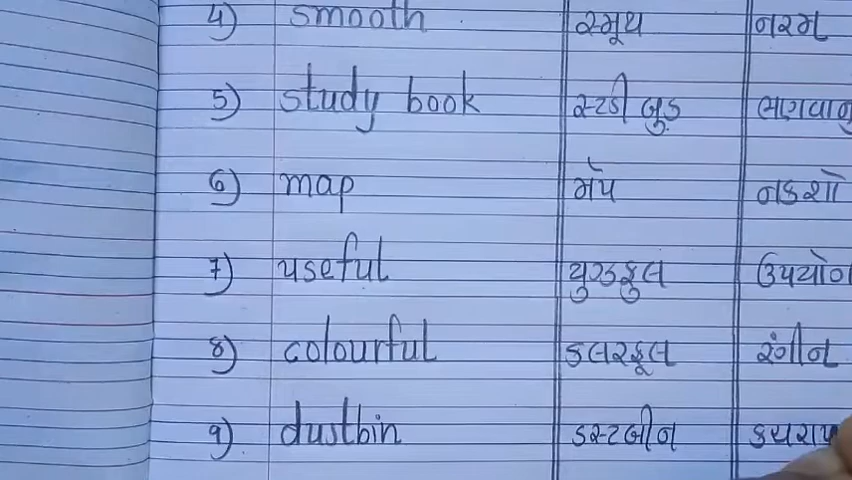 4) smooth સ્મૂથ નરમ
5) study book સ્ટડી બુક
6) map મૅપ નકશો
7) useful યુઝફુલ
8) colourful કલરફૂલ રંગીન
9) dustbin ડસ્ટબીન